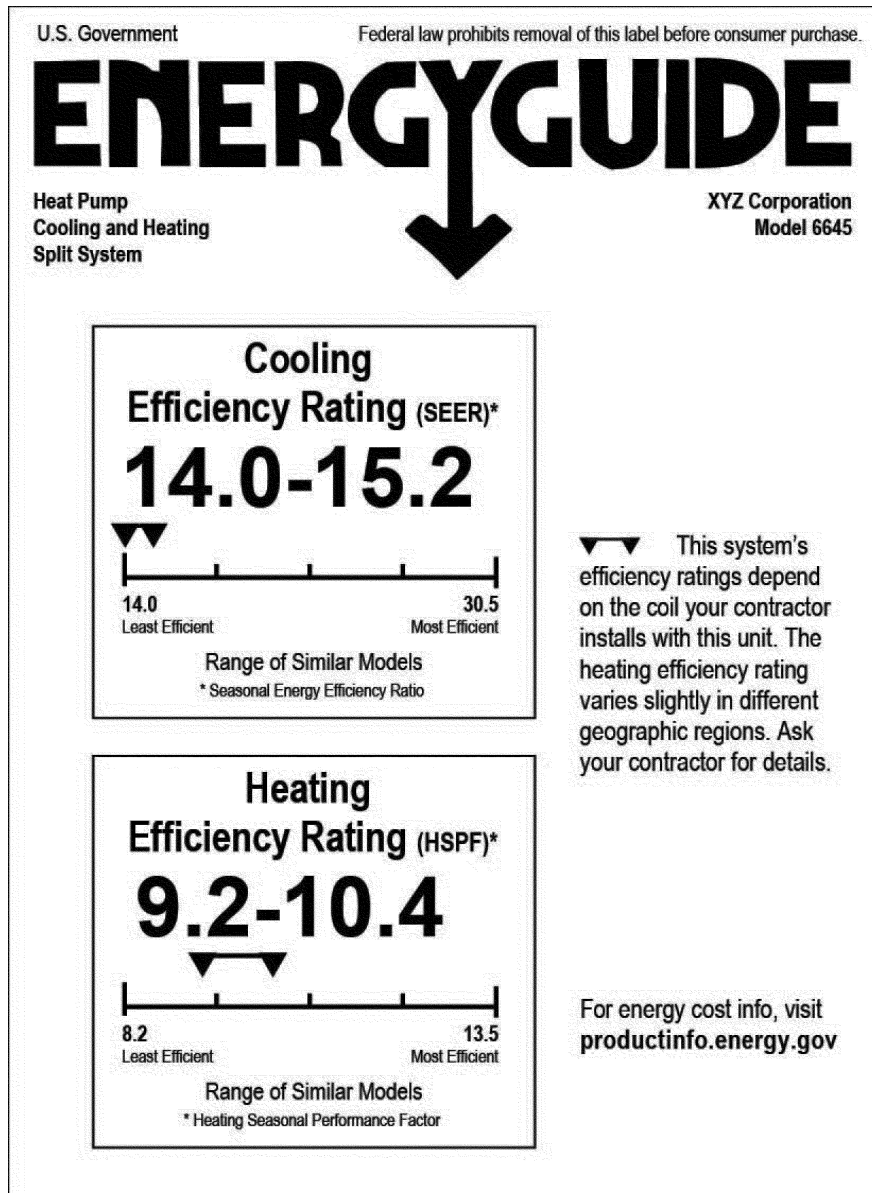 U.S. Government
Federal law prohibits removal of this label before consumer purchase.
ENERGYGUIDE
Heat Pump
Cooling and Heating
Split System
XYZ Corporation
Model 6645
Cooling
Efficiency Rating (SEER)*
14.0-15.2
14.0
30.5
Least Efficient
Most Efficient
Range of Similar Models
* Seasonal Energy Efficiency Ratio
This system's
efficiency ratings depend
on the coil your contractor
installs with this unit. The
heating efficiency rating
varies slightly in different
geographic regions. Ask
your contractor for details.
Heating
Efficiency Rating (HSPF)*
9.2-10.4
8.2
13.5
Least Efficient
Most Efficient
Range of Similar Models
* Heating Seasonal Performance Factor
For energy cost info, visit
productinfo.energy.gov